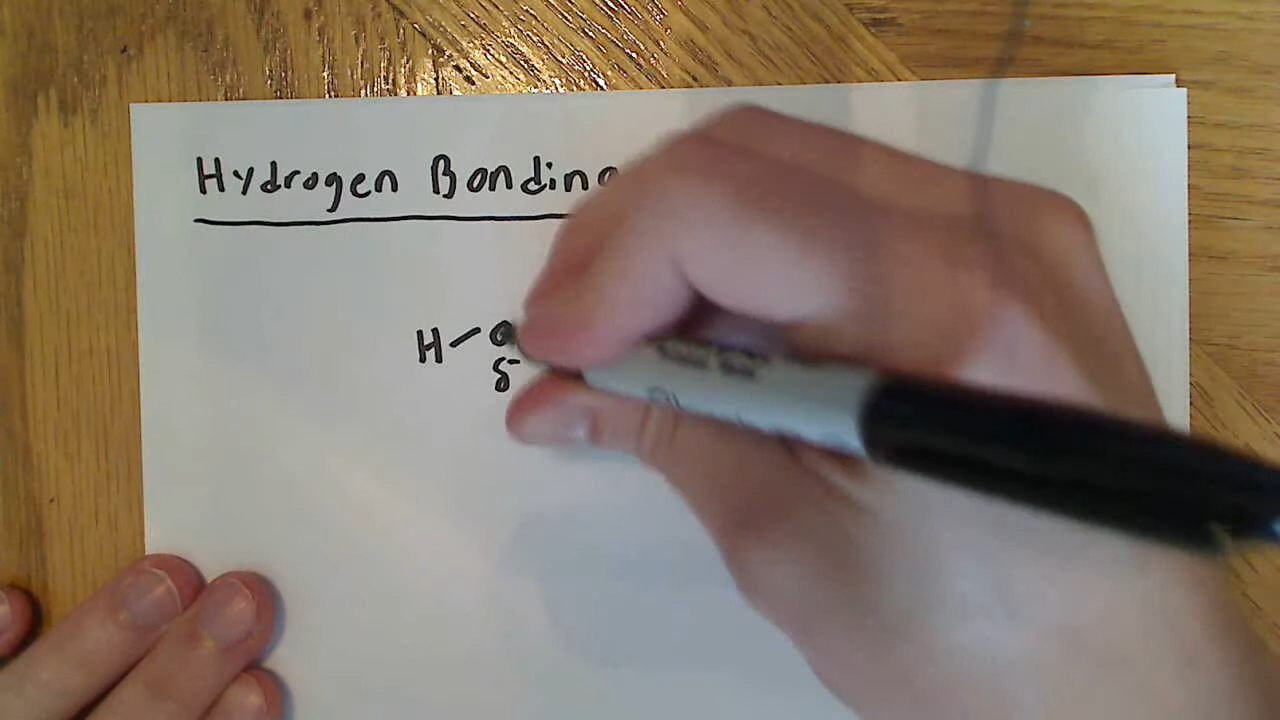 Hydrogen Bonding
H – O
δ⁻